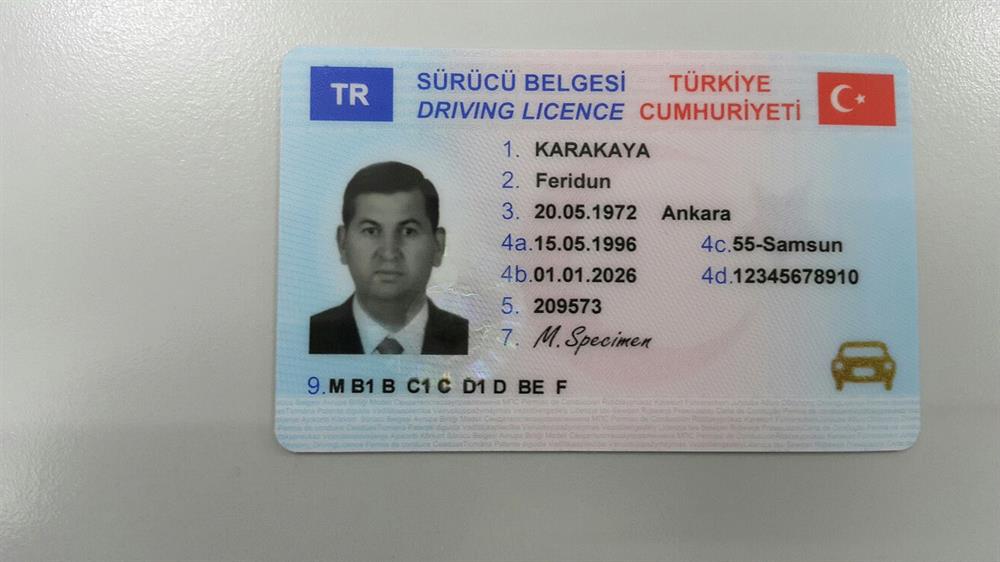 TR
SÜRÜCÜ BELGESİ TÜRKİYE
DRIVING LICENCE CUMHURİYETİ
1. KARAKAYA
2. Feridun
3. 20.05.1972 Ankara
4a.15.05.1996 4c.55-Samsun
4b.01.01.2026 4d.12345678910
5. 209573
7. M.Specimen
9.M B1 B C1 C D1 D BE F